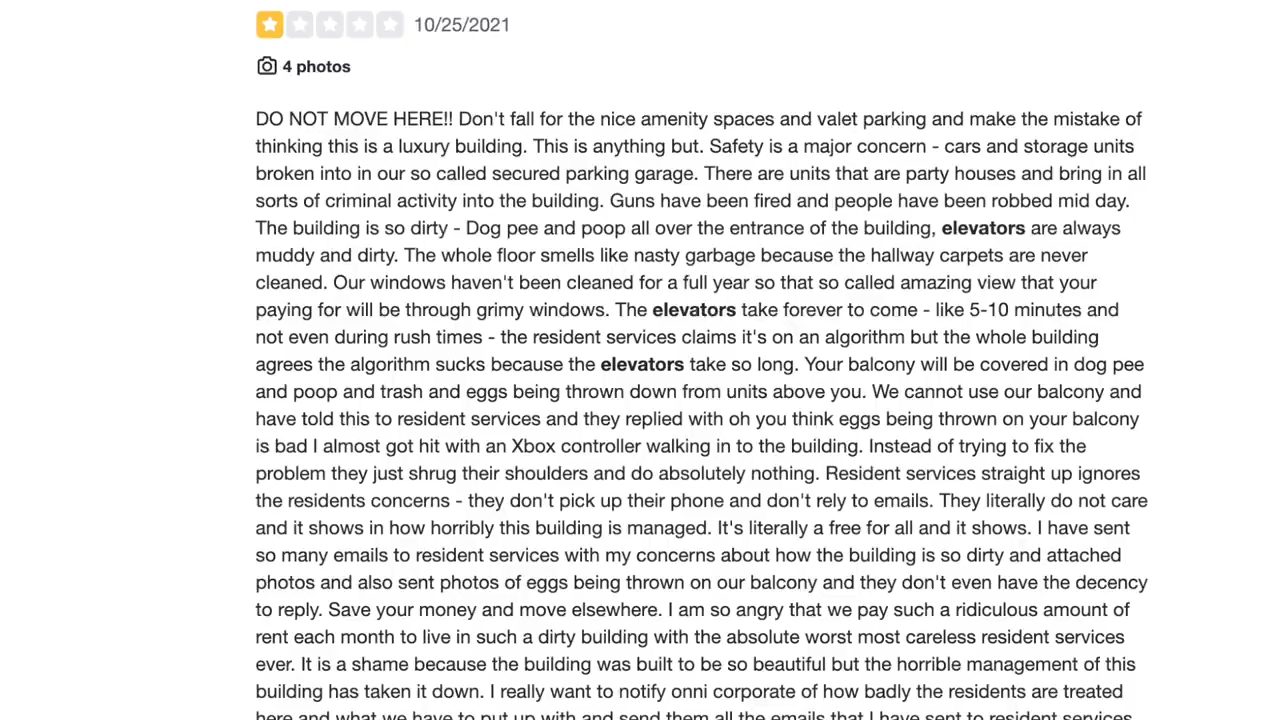 10/25/2021
4 photos
DO NOT MOVE HERE!! Don't fall for the nice amenity spaces and valet parking and make the mistake of
thinking this is a luxury building. This is anything but. Safety is a major concern - cars and storage units
broken into in our so called secured parking garage. There are units that are party houses and bring in all
sorts of criminal activity into the building. Guns have been fired and people have been robbed mid day.
The building is so dirty - Dog pee and poop all over the entrance of the building, elevators are always
muddy and dirty. The whole floor smells like nasty garbage because the hallway carpets are never
cleaned. Our windows haven't been cleaned for a full year so that so called amazing view that your
paying for will be through grimy windows. The elevators take forever to come - like 5-10 minutes and
not even during rush times - the resident services claims it's on an algorithm but the whole building
agrees the algorithm sucks because the elevators take so long. Your balcony will be covered in dog pee
and poop and trash and eggs being thrown down from units above you. We cannot use our balcony and
have told this to resident services and they replied with oh you think eggs being thrown on your balcony
is bad I almost got hit with an Xbox controller walking in to the building. Instead of trying to fix the
problem they just shrug their shoulders and do absolutely nothing. Resident services straight up ignores
the residents concerns - they don't pick up their phone and don't rely to emails. They literally do not care
and it shows in how horribly this building is managed. It's literally a free for all and it shows. I have sent
so many emails to resident services with my concerns about how the building is so dirty and attached
photos and also sent photos of eggs being thrown on our balcony and they don't even have the decency
to reply. Save your money and move elsewhere. I am so angry that we pay such a ridiculous amount of
rent each month to live in such a dirty building with the absolute worst most careless resident services
ever. It is a shame because the building was built to be so beautiful but the horrible management of this
building has taken it down. I really want to notify onni corporate of how badly the residents are treated
here and what we have to put up with and send them all the emails that I have sent to resident services